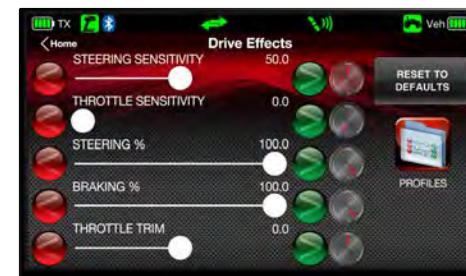 TX Veh
< Home Drive Effects
STEERING SENSITIVITY 50.0
RESET TO
DEFAULTS
THROTTLE SENSITIVITY 0.0
STEERING % 100.0
BRAKING % 100.0
PROFILES
THROTTLE TRIM 0.0